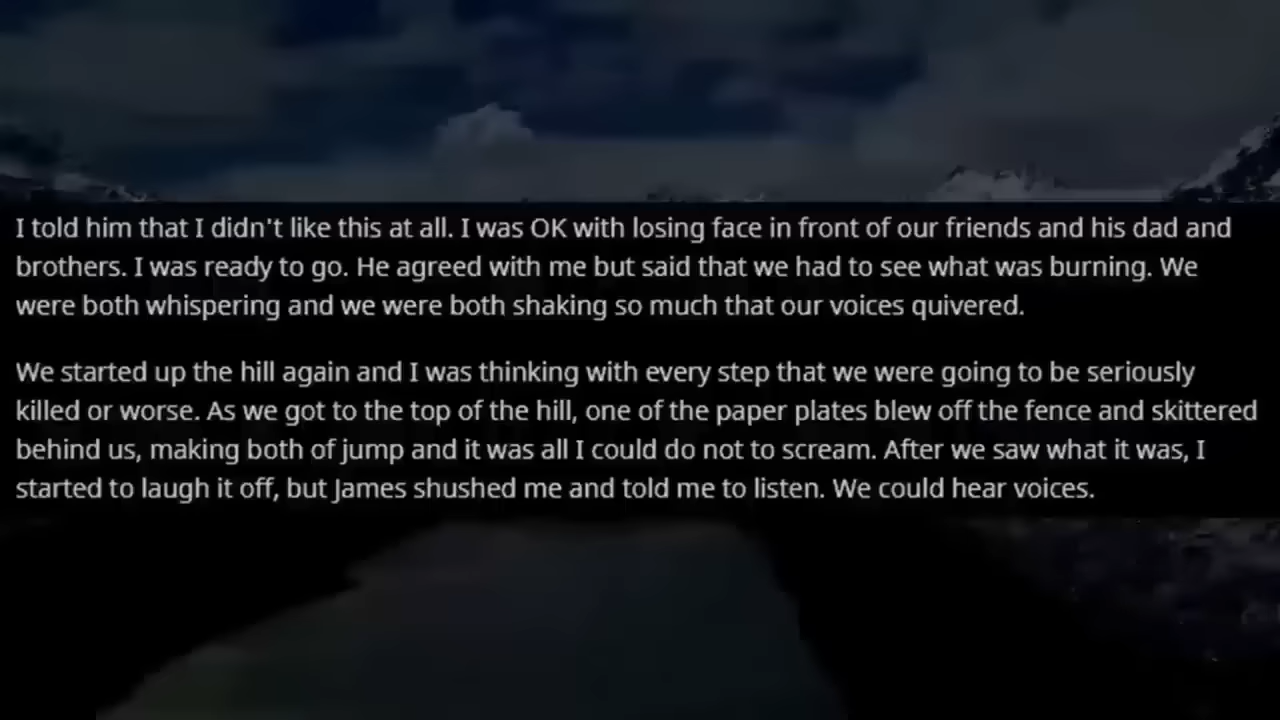 I told him that I didn't like this at all. I was OK with losing face in front of our friends and his dad and
brothers. I was ready to go. He agreed with me but said that we had to see what was burning. We
were both whispering and we were both shaking so much that our voices quivered.
We started up the hill again and I was thinking with every step that we were going to be seriously
killed or worse. As we got to the top of the hill, one of the paper plates blew off the fence and skittered
behind us, making both of jump and it was all I could do not to scream. After we saw what it was, I
started to laugh it off, but James shushed me and told me to listen. We could hear voices.